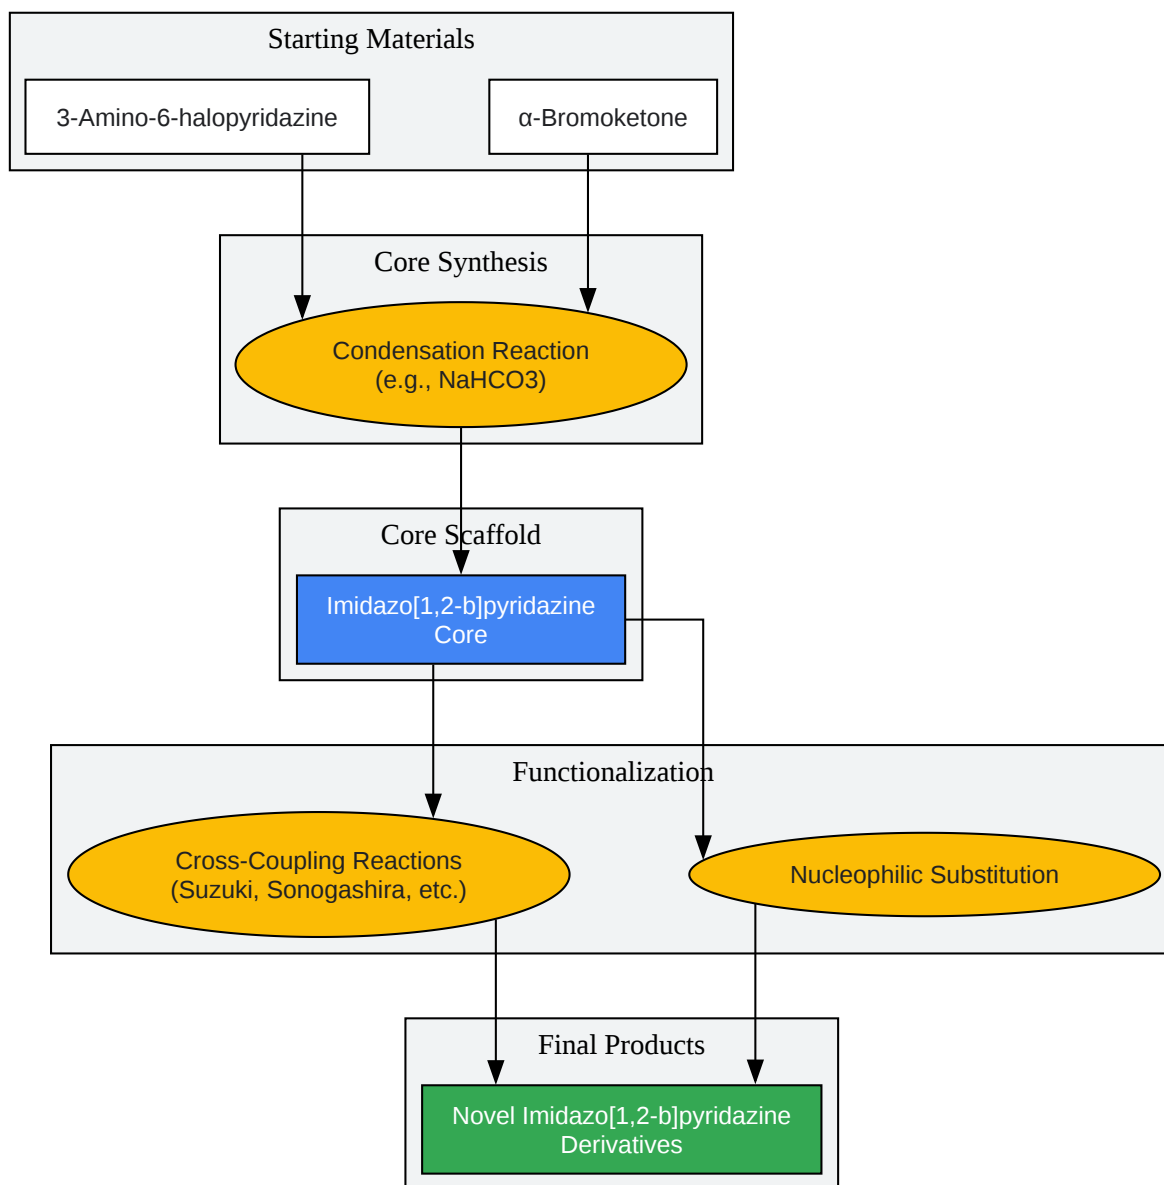 Starting Materials
3-Amino-6-halopyridazine
α-Bromoketone
Core Synthesis
Condensation Reaction
(e.g., NaHCO3)
Core Scaffold
Imidazo[1,2-b]pyridazine
Core
Functionalization
Cross-Coupling Reactions
(Suzuki, Sonogashira, etc.)
Nucleophilic Substitution
Final Products
Novel Imidazo[1,2-b]pyridazine
Derivatives